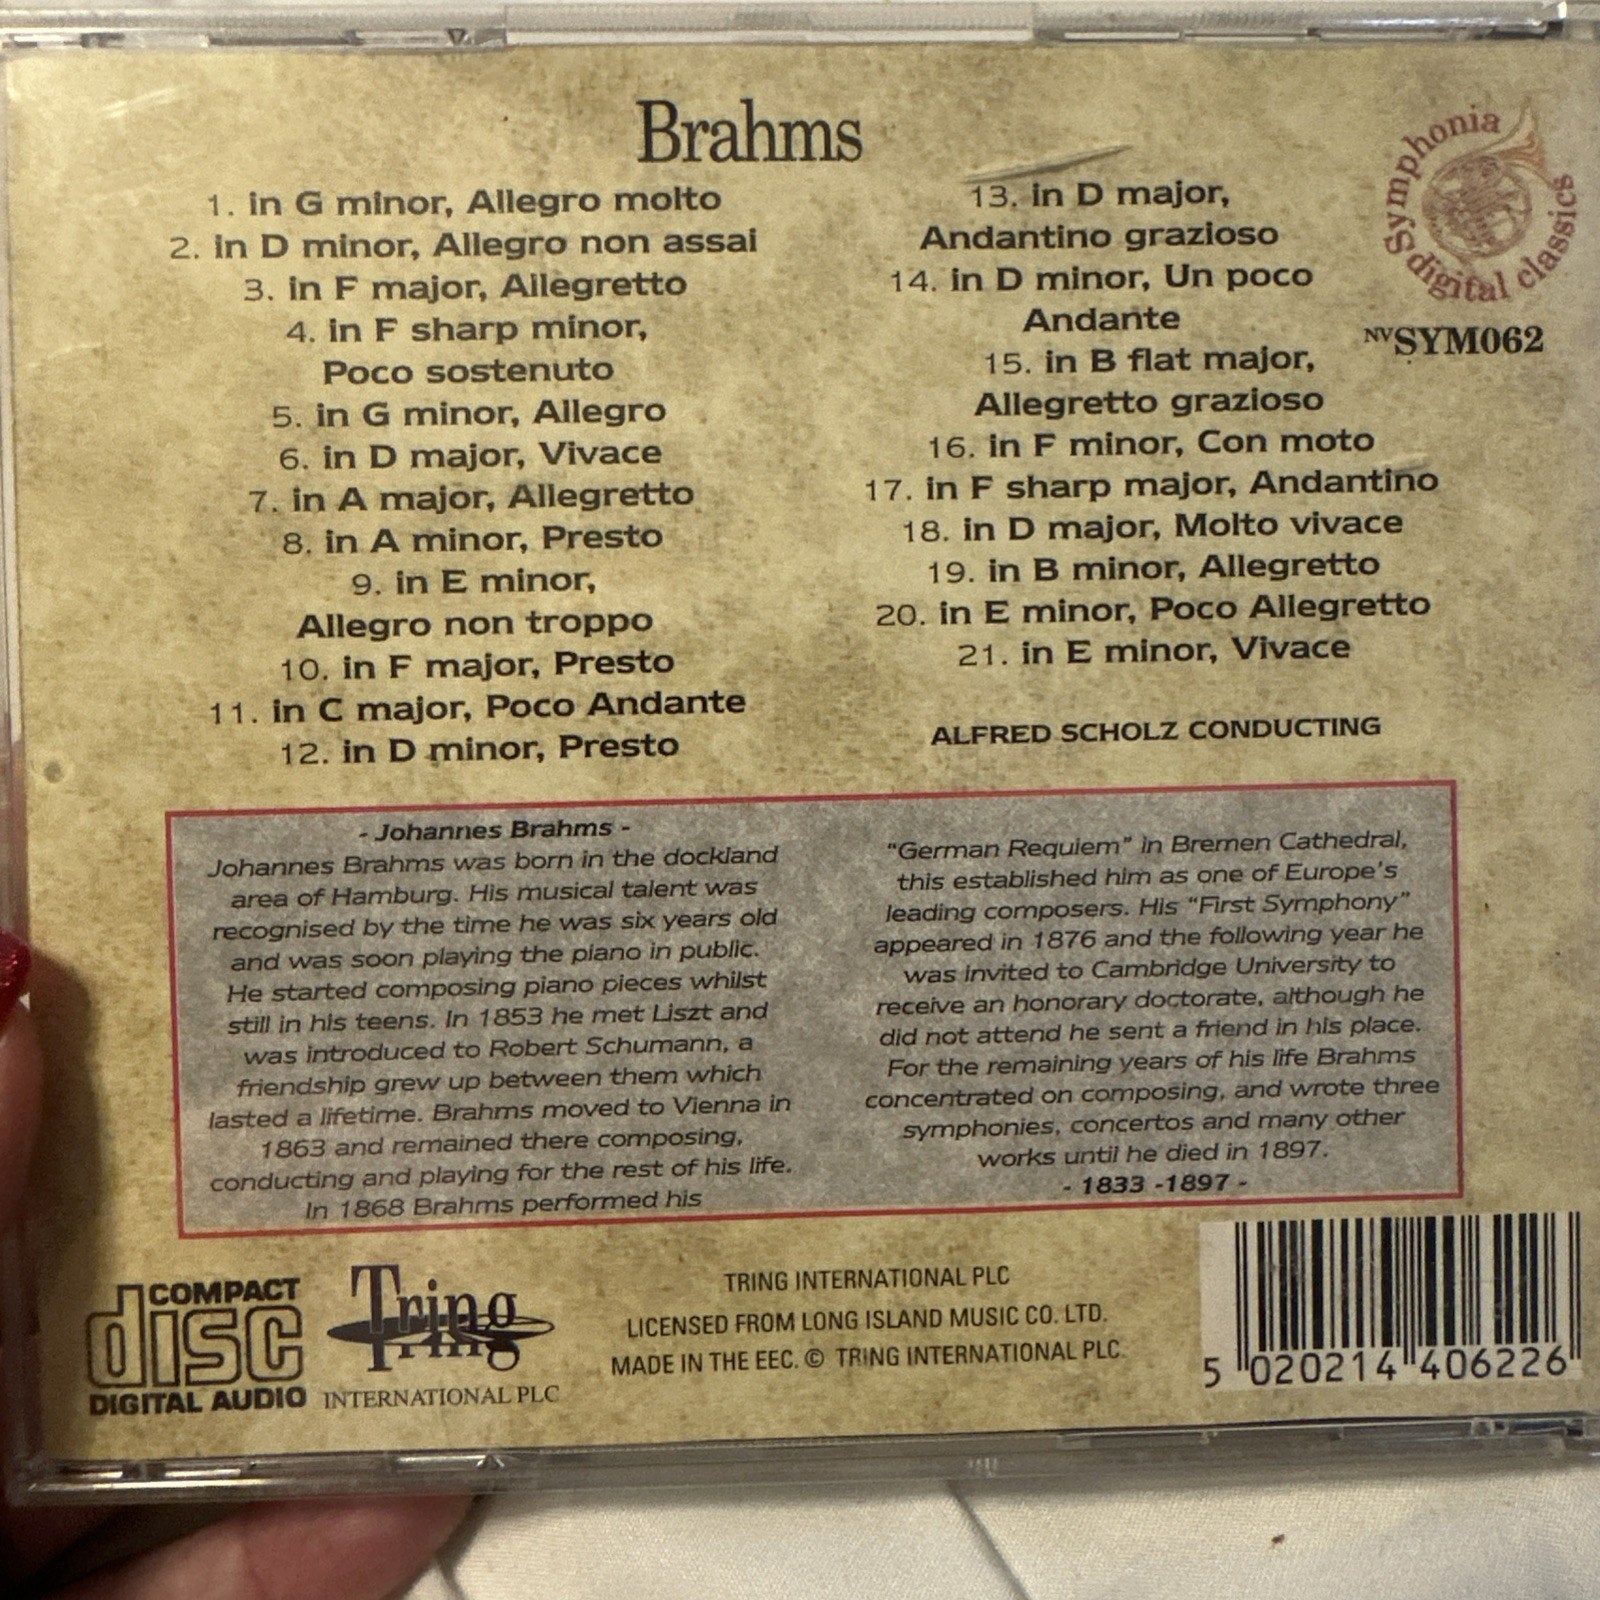 Brahms
1. in G minor, Allegro molto
2. in D minor, Allegro non assai
3. in F major, Allegretto
4. in F sharp minor,
Poco sostenuto
5. in G minor, Allegro
6. in D major, Vivace
7. in A major, Allegretto
8. in A minor, Presto
9. in E minor,
Allegro non troppo
10. in F major, Presto
11. in C major, Poco Andante
12. in D minor, Presto
13. in D major,
Andantino grazioso
14. in D minor, Un poco
Andante
15. in B flat major,
Allegretto grazioso
16. in F minor, Con moto
17. in F sharp major, Andantino
18. in D major, Molto vivace
19. in B minor, Allegretto
20. in E minor, Poco Allegretto
21. in E minor, Vivace
ALFRED SCHOLZ CONDUCTING
Symphonia
digital classics
NVSYM062
- Johannes Brahms -
Johannes Brahms was born in the dockland
area of Hamburg. His musical talent was
recognised by the time he was six years old
and was soon playing the piano in public.
He started composing piano pieces whilst
still in his teens. In 1853 he met Liszt and
was introduced to Robert Schumann, a
friendship grew up between them which
lasted a lifetime. Brahms moved to Vienna in
1863 and remained there composing,
conducting and playing for the rest of his life.
In 1868 Brahms performed his
"German Requiem" in Bremen Cathedral,
this established him as one of Europe's
leading composers. His "First Symphony"
appeared in 1876 and the following year he
was invited to Cambridge University to
receive an honorary doctorate, although he
did not attend he sent a friend in his place.
For the remaining years of his life Brahms
concentrated on composing, and wrote three
symphonies, concertos and many other
works until he died in 1897.
- 1833 -1897 -
COMPACT
disc
DIGITAL AUDIO
Tring
INTERNATIONAL PLC
TRING INTERNATIONAL PLC
LICENSED FROM LONG ISLAND MUSIC CO. LTD.
MADE IN THE EEC. © TRING INTERNATIONAL PLC.
5 020214 406226